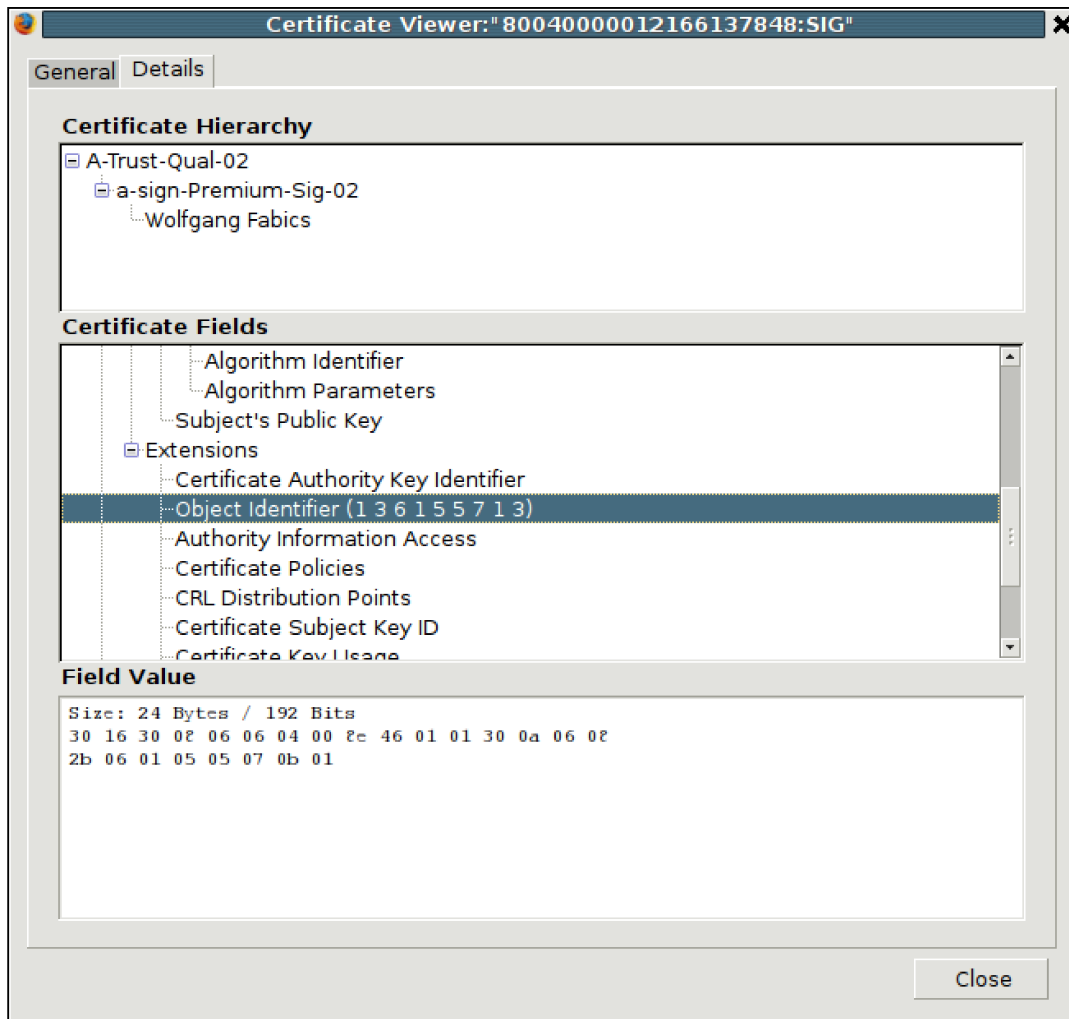 Certificate Viewer:"80040000012166137848:SIG"
General Details
Certificate Hierarchy
A-Trust-Qual-02
a-sign-Premium-Sig-02
Wolfgang Fabics
Certificate Fields
Algorithm Identifier
Algorithm Parameters
Subject's Public Key
Extensions
Certificate Authority Key Identifier
Object Identifier (1 3 6 1 5 5 7 1 3)
Authority Information Access
Certificate Policies
CRL Distribution Points
Certificate Subject Key ID
Certificate Key Usage
Field Value
Size: 24 Bytes / 192 Bits
30 16 30 08 06 06 04 00 8e 46 01 01 30 0a 06 08
2b 06 01 05 05 07 0b 01
Close